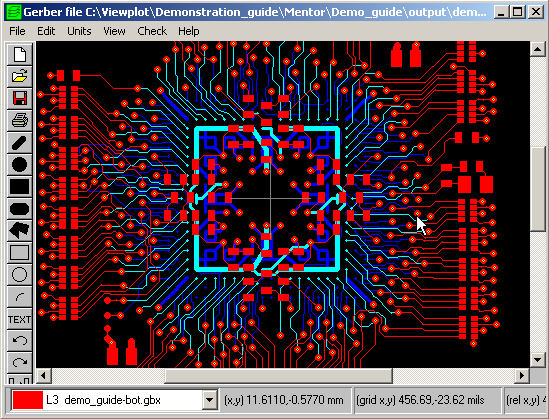 Gerber file C:\Viewplot\Demonstration_guide\Mentor\Demo_guide\output\dem...
File Edit Units View Check Help
TEXT
L3 demo_guide-bot.gbx (x,y) 11.6110,-0.5770 mm (grid x,y) 456.69,-23.62 mils (rel x,y) 4